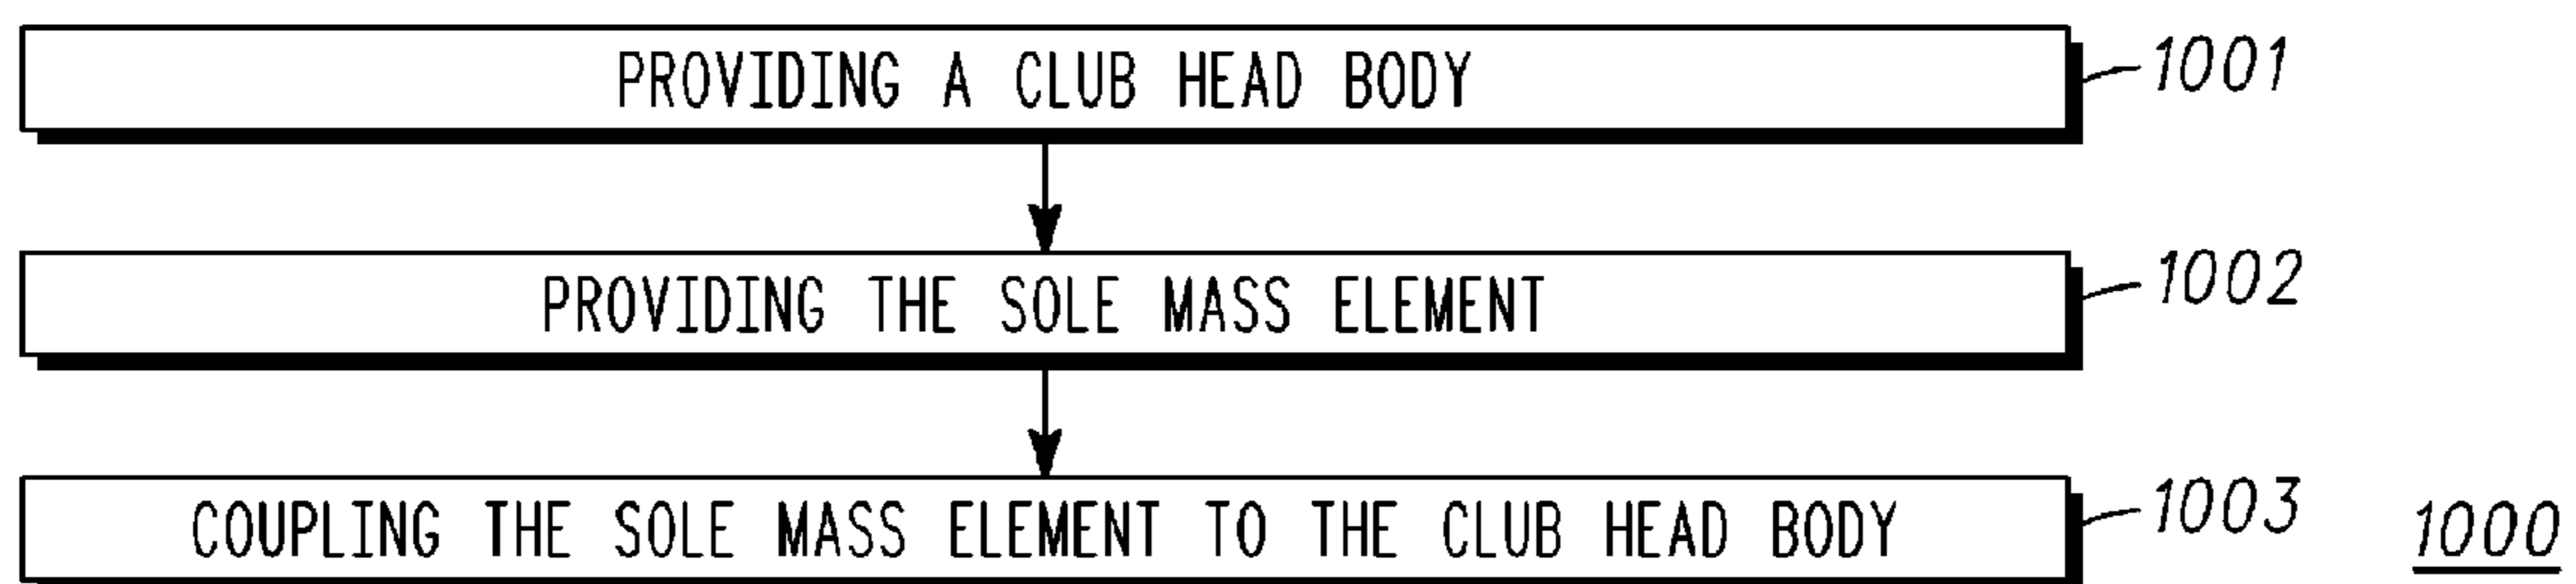 PROVIDING A CLUB HEAD BODY
1001
PROVIDING THE SOLE MASS ELEMENT
1002
COUPLING THE SOLE MASS ELEMENT TO THE CLUB HEAD BODY
1003
1000